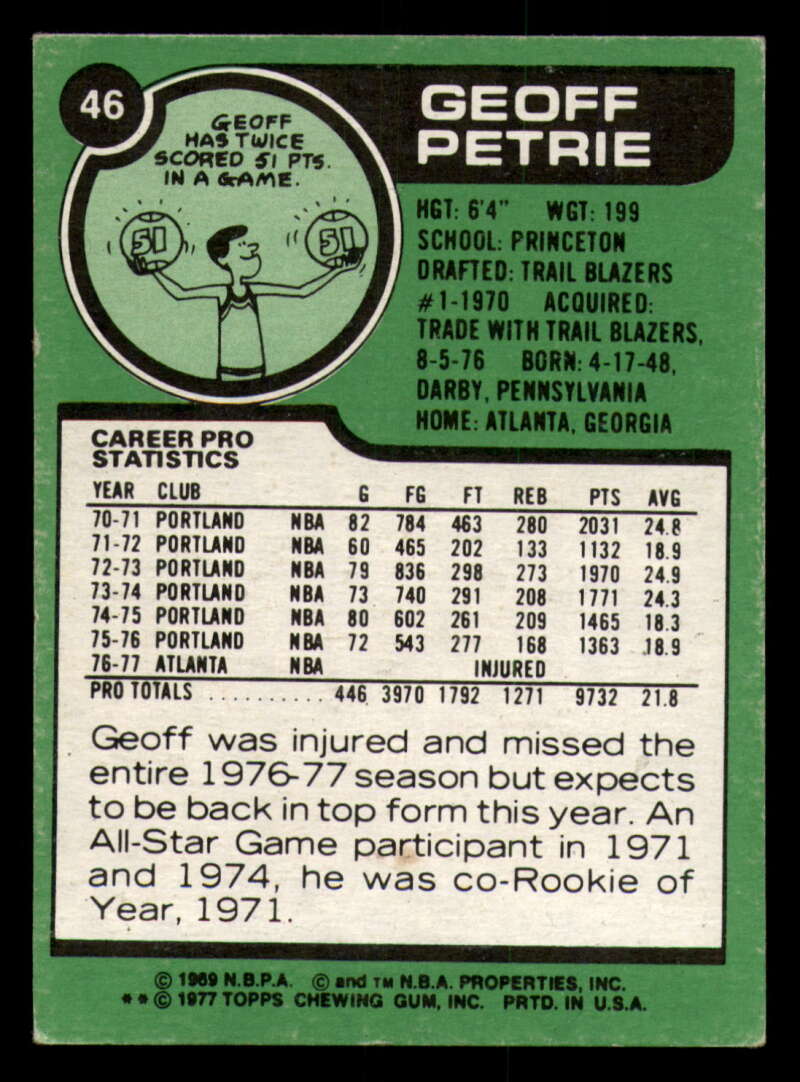 46
GEOFF
HAS TWICE
SCORED 51 PTS.
IN A GAME.
51
51
GEOFF
PETRIE
HGT: 6'4" WGT: 199
SCHOOL: PRINCETON
DRAFTED: TRAIL BLAZERS
#1-1970 ACQUIRED:
TRADE WITH TRAIL BLAZERS,
8-5-76 BORN: 4-17-48,
DARBY, PENNSYLVANIA
HOME: ATLANTA, GEORGIA
CAREER PRO
STATISTICS
YEAR CLUB G FG FT REB PTS AVG
70-71 PORTLAND NBA 82 784 463 280 2031 24.8
71-72 PORTLAND NBA 60 465 202 133 1132 18.9
72-73 PORTLAND NBA 79 836 298 273 1970 24.9
73-74 PORTLAND NBA 73 740 291 208 1771 24.3
74-75 PORTLAND NBA 80 602 261 209 1465 18.3
75-76 PORTLAND NBA 72 543 277 168 1363 18.9
76-77 ATLANTA NBA INJURED
PRO TOTALS .......... 446 3970 1792 1271 9732 21.8
Geoff was injured and missed the
entire 1976-77 season but expects
to be back in top form this year. An
All-Star Game participant in 1971
and 1974, he was co-Rookie of
Year, 1971.
© 1969 N.B.P.A. © and TM N.B.A. PROPERTIES, INC.
**© 1977 TOPPS CHEWING GUM, INC. PRTD. IN U.S.A.